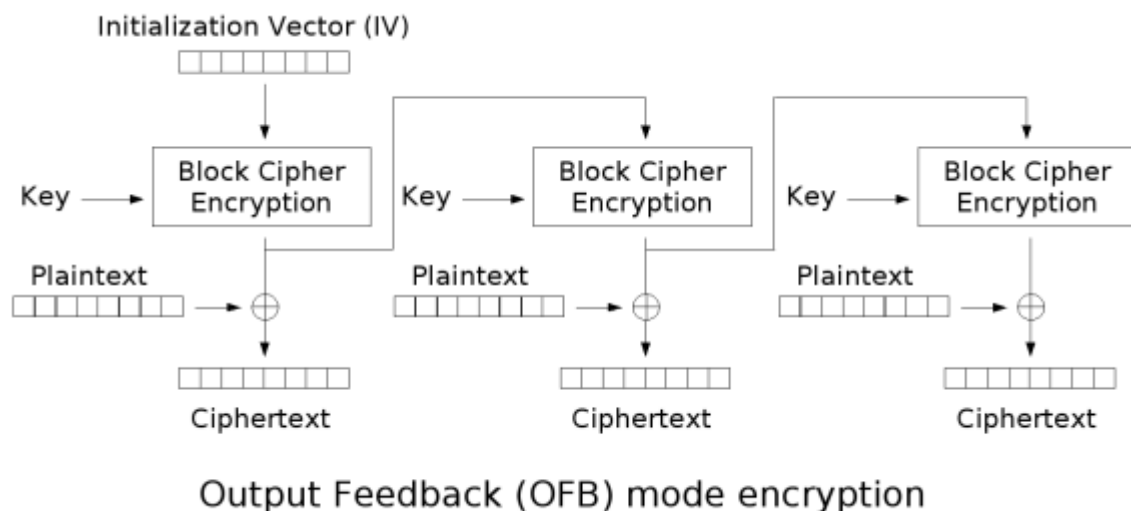 Initialization Vector (IV)
Key
Block Cipher
Encryption
Key
Block Cipher
Encryption
Key
Block Cipher
Encryption
Plaintext
Plaintext
Plaintext
Ciphertext
Ciphertext
Ciphertext
Output Feedback (OFB) mode encryption